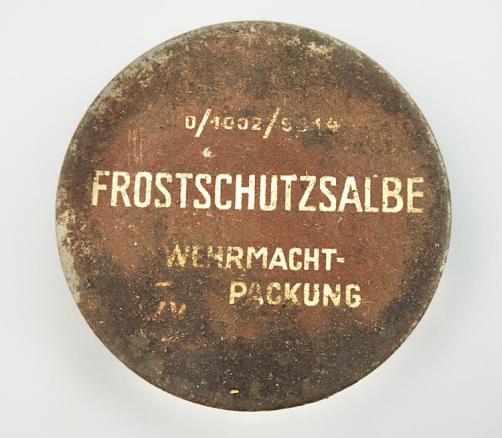 0/1002/9314
FROSTSCHUTZSALBE
WEHRMACHT-
PACKUNG